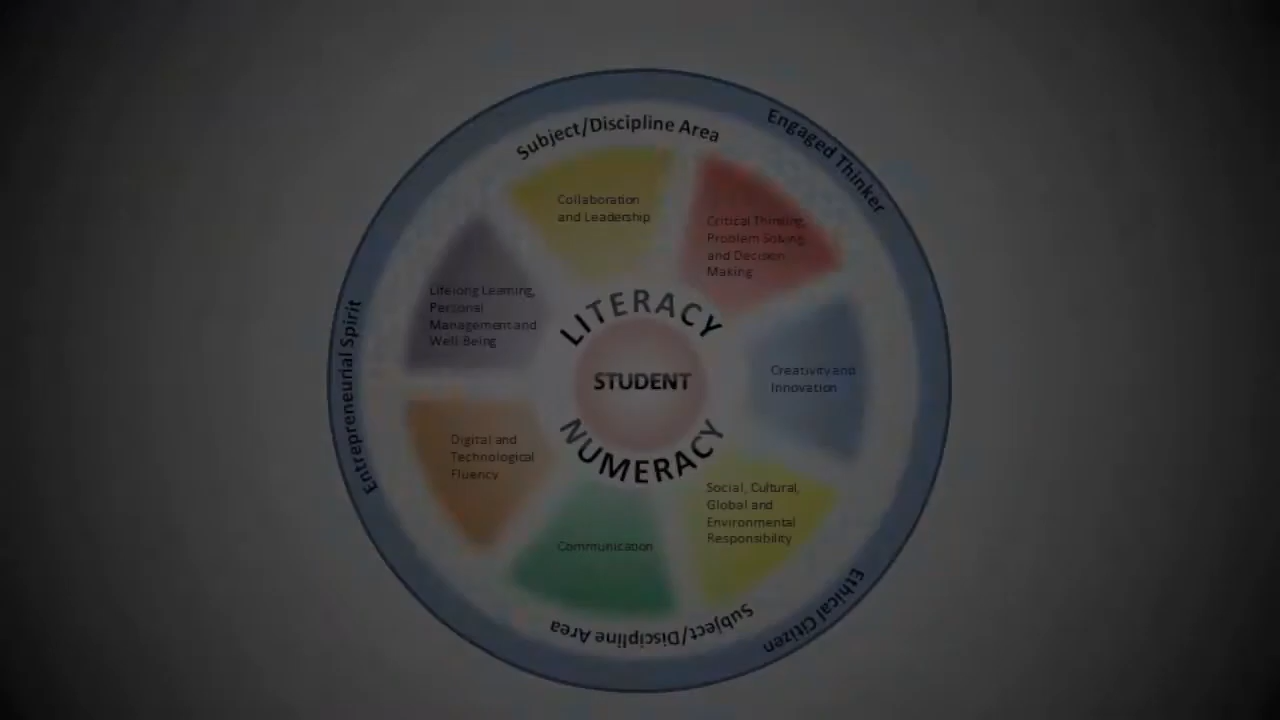 Subject/Discipline Area
Engaged Thinker
Collaboration
and Leadership
Critical Thinking,
Problem Solving,
and Decision
Making
Lifelong Learning,
Personal
Management and
Well Being
LITERACY
STUDENT
NUMERACY
Creativity and
Innovation
Entrepreneurial Spirit
Digital and
Technological
Fluency
Social, Cultural,
Global and
Environmental
Responsibility
Communication
Subject/Discipline Area
Ethical Citizen